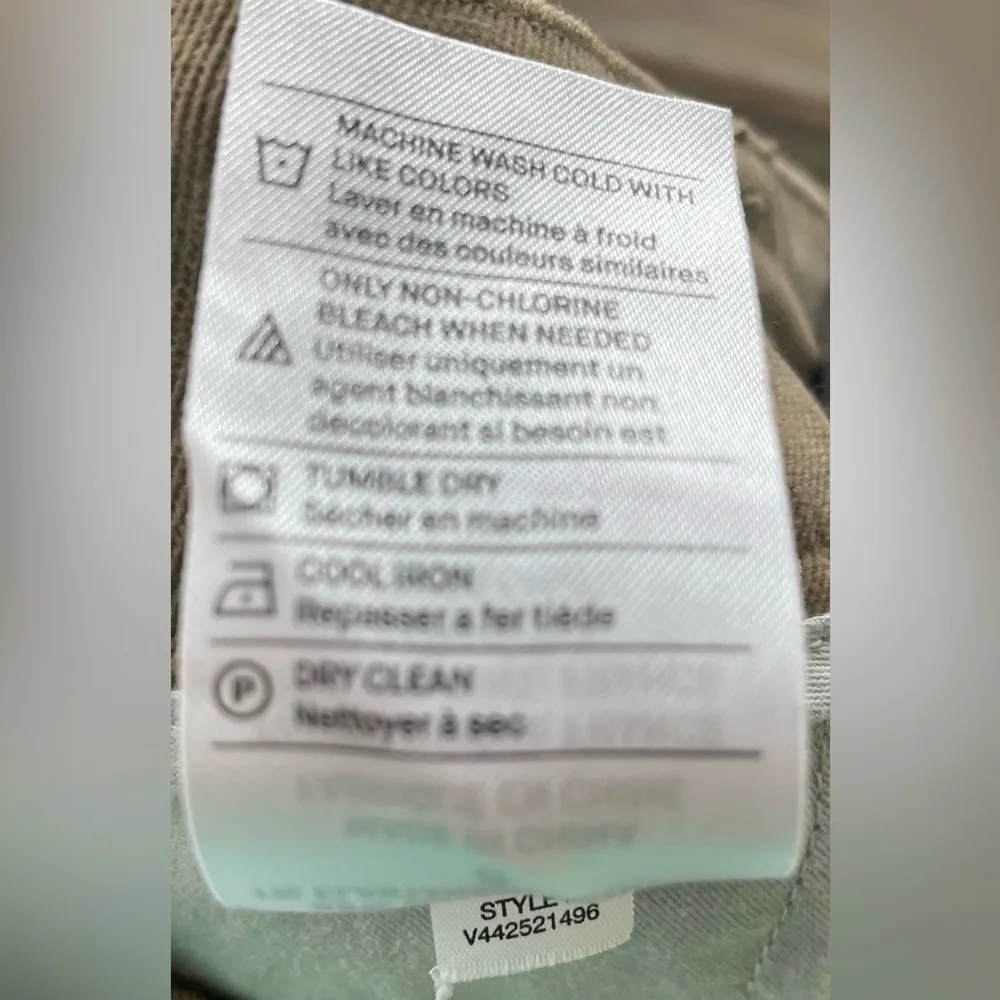 MACHINE WASH COLD WITH
LIKE COLORS
Laver en machine à froid
avec des couleurs similaires
ONLY NON-CHLORINE
BLEACH WHEN NEEDED
Utiliser uniquement un
agent blanchissant non
decolorant si besoin est
TUMBLE DRY
Sécher en machine
COOL IRON
Repasser a fer tiède
P
DRY CLEAN
Nettoyer à sec
STYLE
V442521496